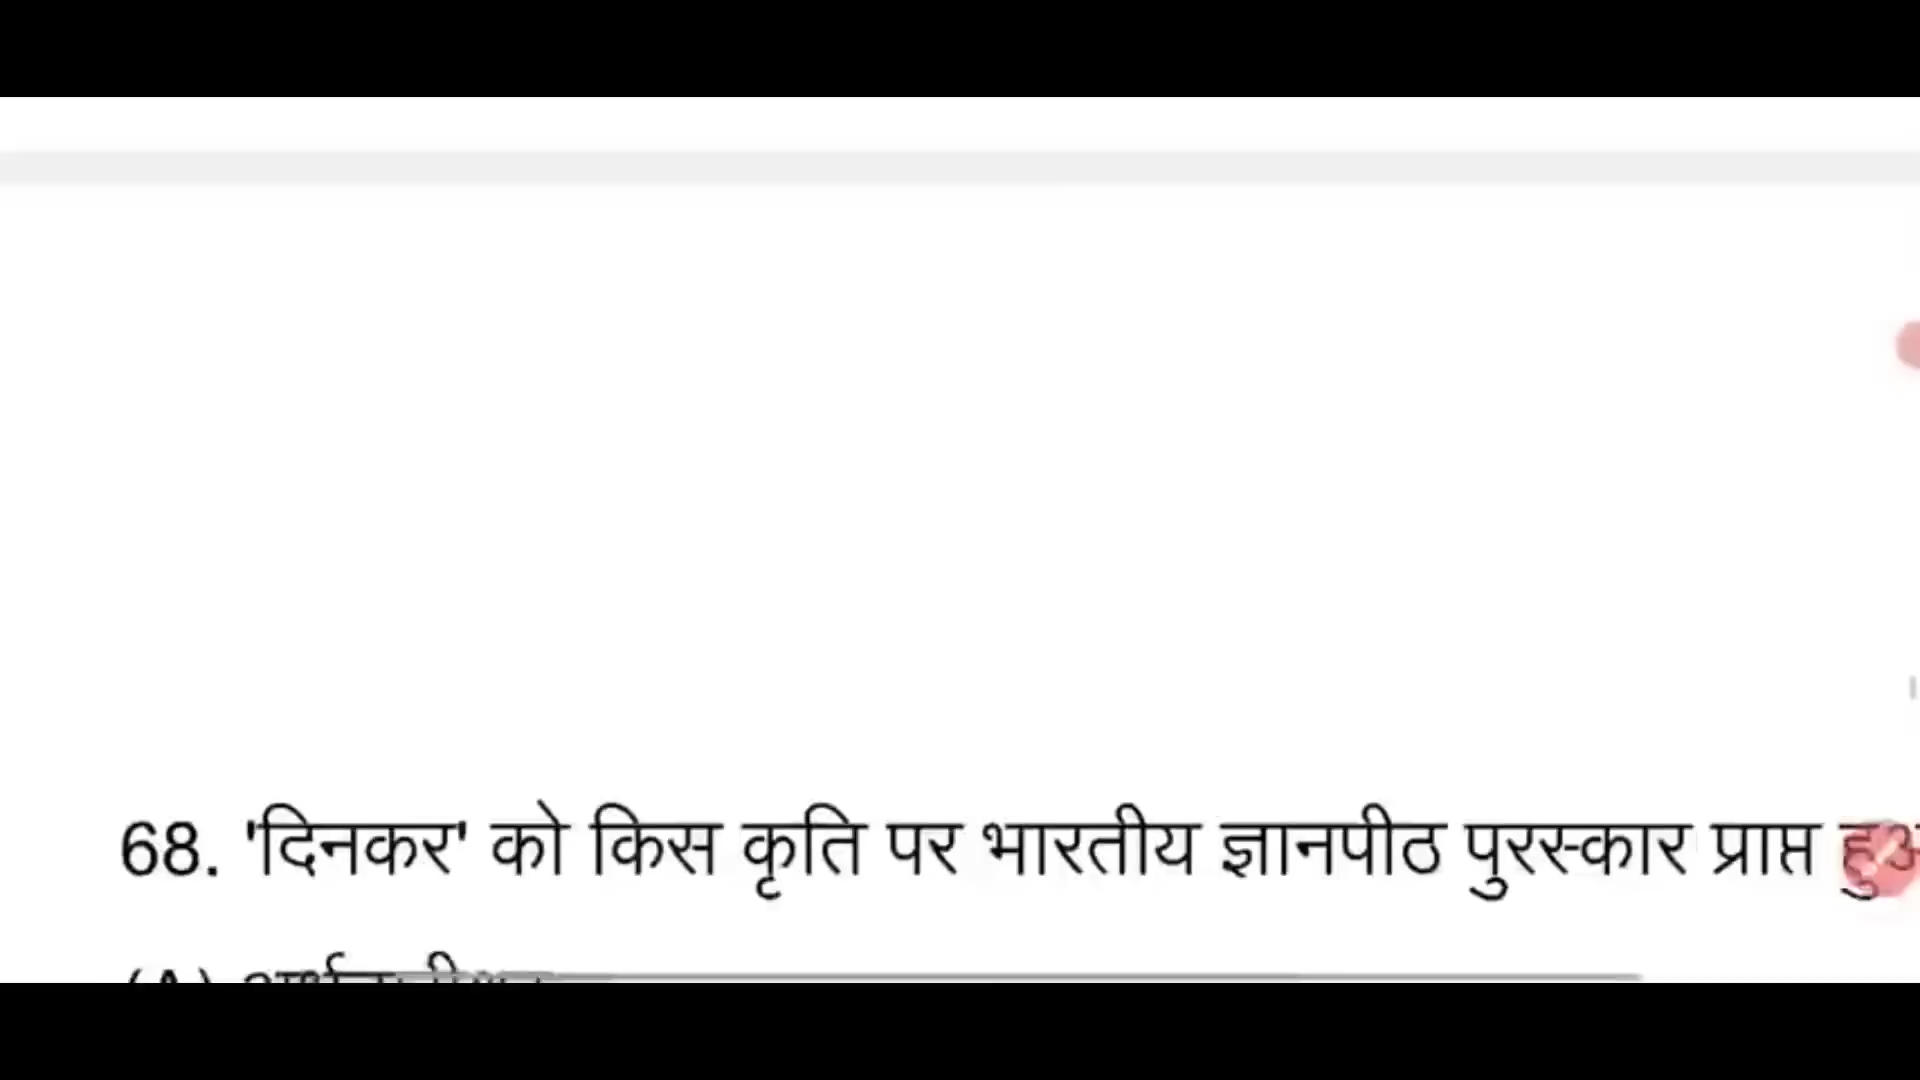 68. 'दिनकर' को किस कृति पर भारतीय ज्ञानपीठ पुरस्कार प्राप्त
(A)